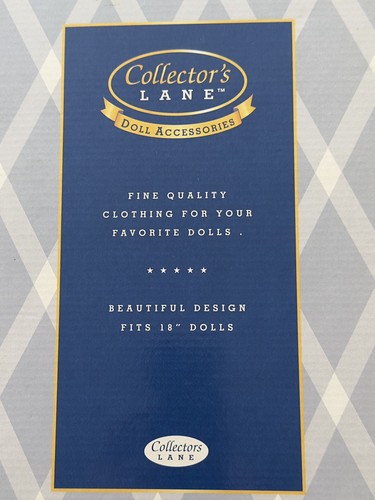 Collector's
LANE™
DOLL ACCESSORIES
FINE QUALITY
CLOTHING FOR YOUR
FAVORITE DOLLS .
★ ★ ★ ★ ★
BEAUTIFUL DESIGN
FITS 18" DOLLS
Collectors
LANE